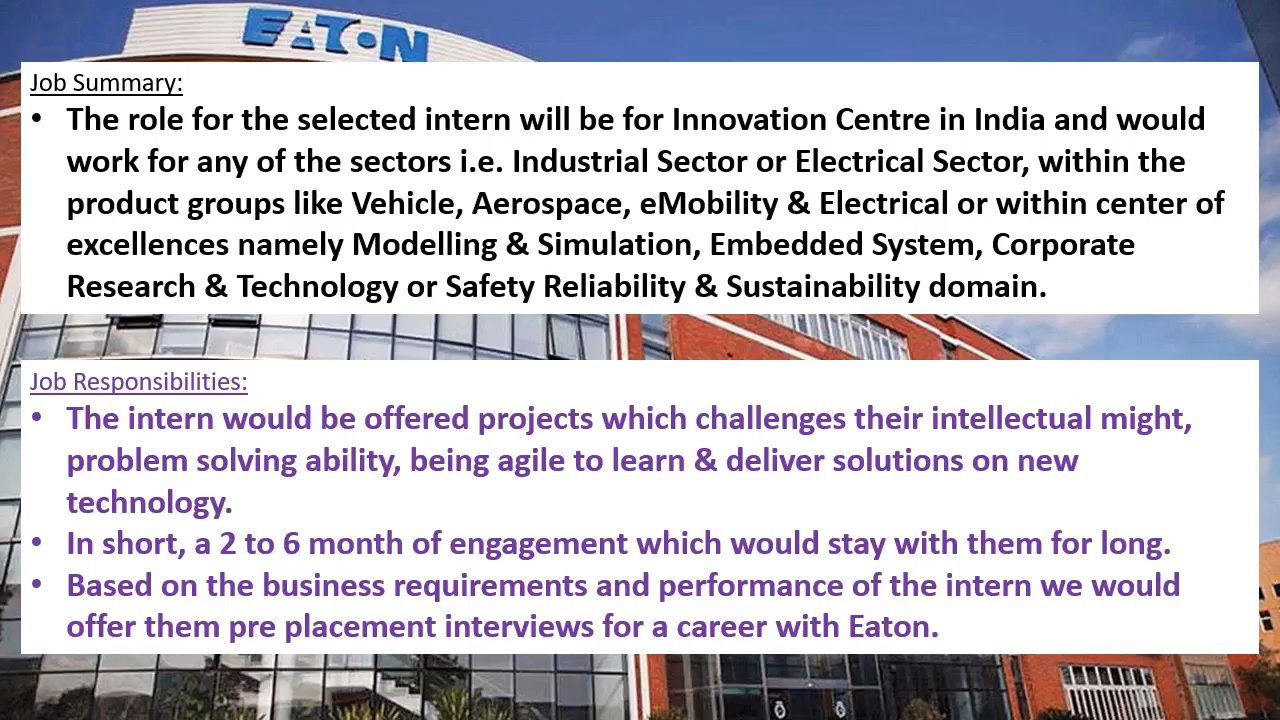 EATON
Job Summary:
• The role for the selected intern will be for Innovation Centre in India and would
work for any of the sectors i.e. Industrial Sector or Electrical Sector, within the
product groups like Vehicle, Aerospace, eMobility & Electrical or within center of
excellences namely Modelling & Simulation, Embedded System, Corporate
Research & Technology or Safety Reliability & Sustainability domain.
Job Responsibilities:
• The intern would be offered projects which challenges their intellectual might,
problem solving ability, being agile to learn & deliver solutions on new
technology.
• In short, a 2 to 6 month of engagement which would stay with them for long.
• Based on the business requirements and performance of the intern we would
offer them pre placement interviews for a career with Eaton.